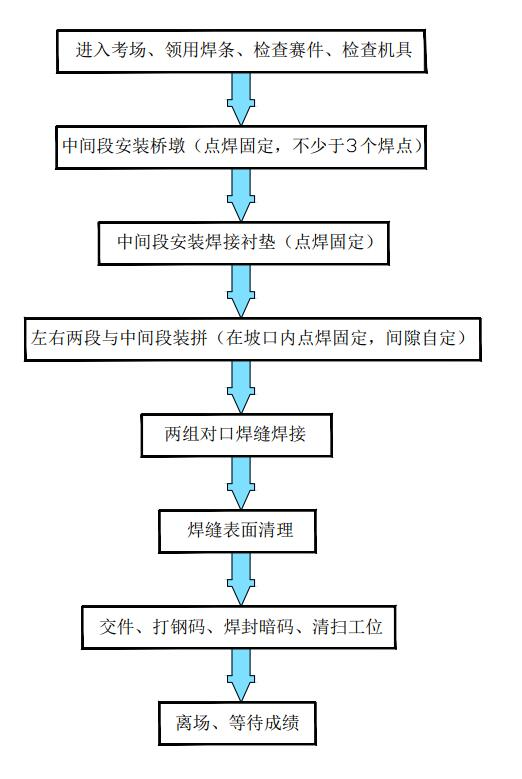 进入考场、领用焊条、检查赛件、检查机具
中间段安装桥墩（点焊固定，不少于3个焊点）
中间段安装焊接衬垫（点焊固定）
左右两段与中间段装拼（在坡口内点焊固定，间隙自定）
两组对口焊缝焊接
焊缝表面清理
交件、打钢码、焊封暗码、清扫工位
离场、等待成绩